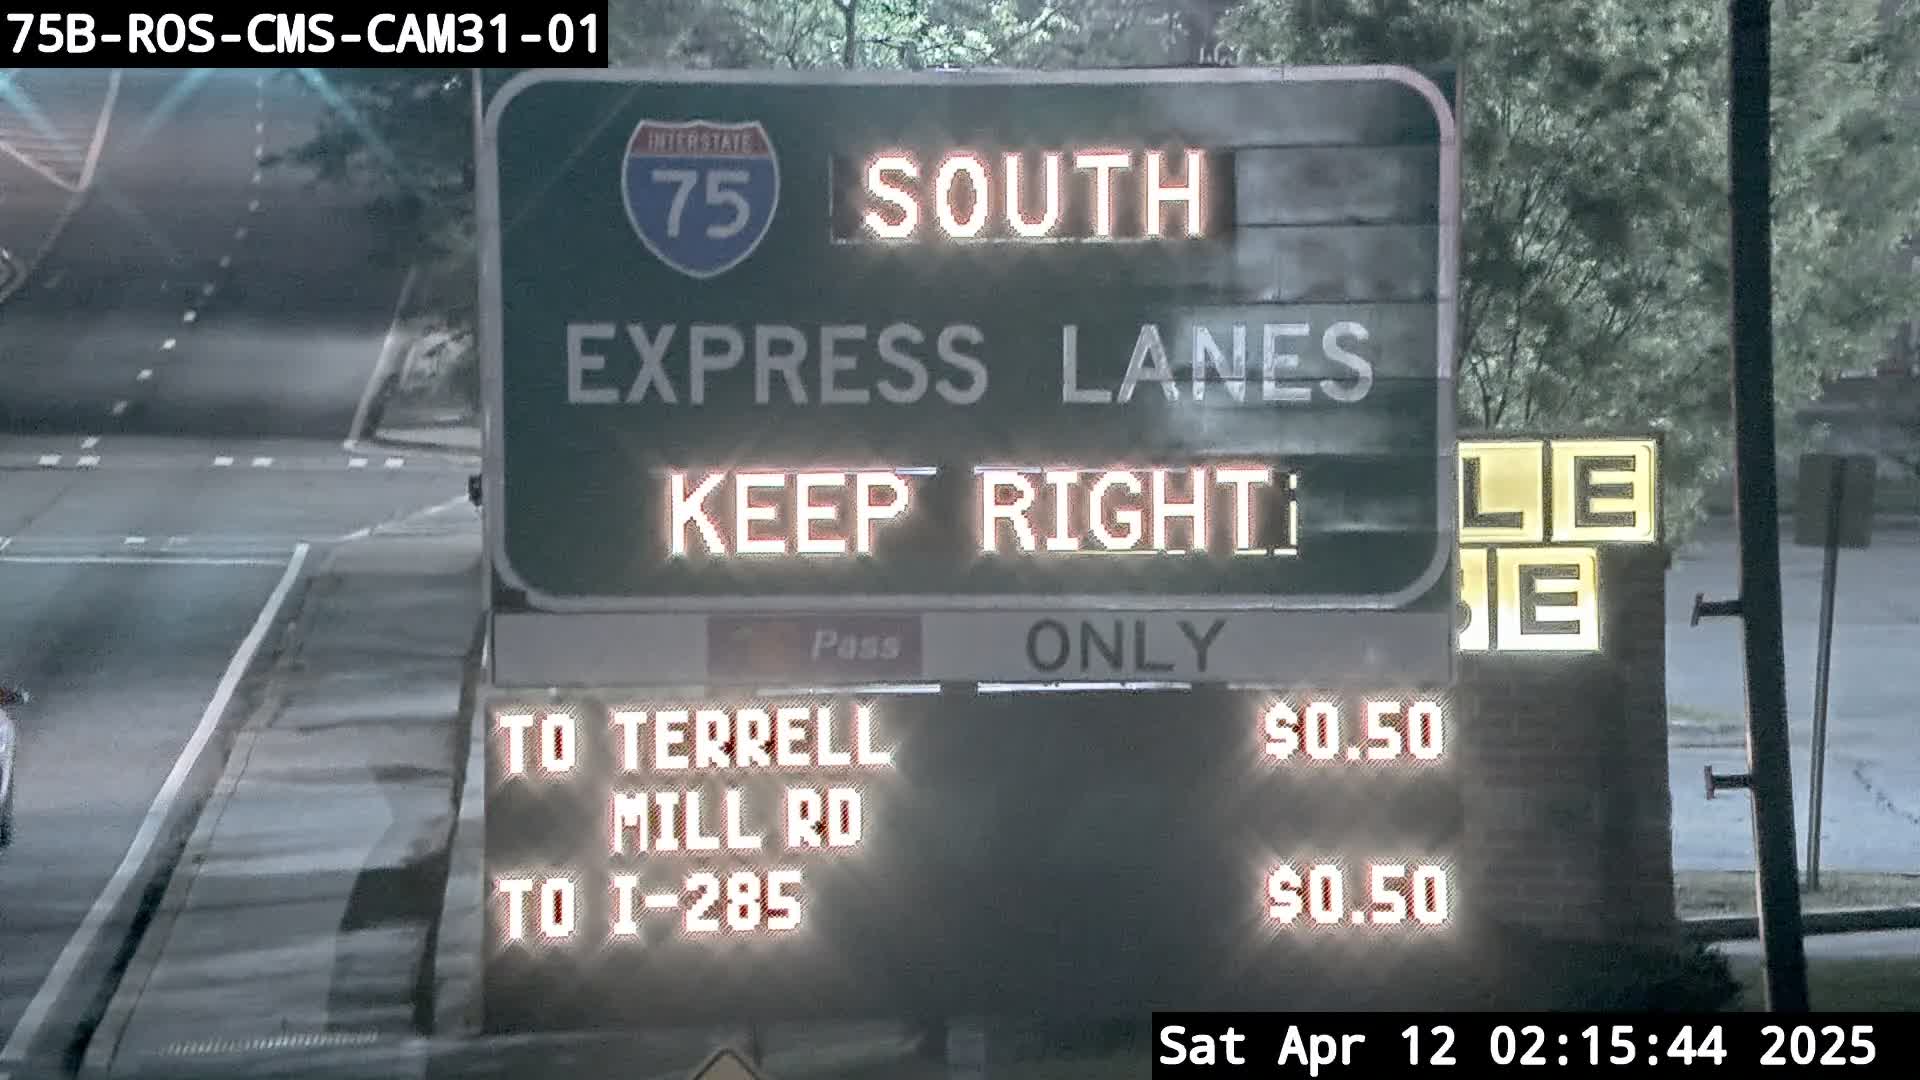 75B-ROS-CMS-CAM31-01
INTERSTATE
75
SOUTH
EXPRESS LANES
KEEP RIGHT
Pass ONLY
TO TERRELL $0.50
MILL RD
TO I-285 $0.50
LE
E
Sat Apr 12 02:15:44 2025